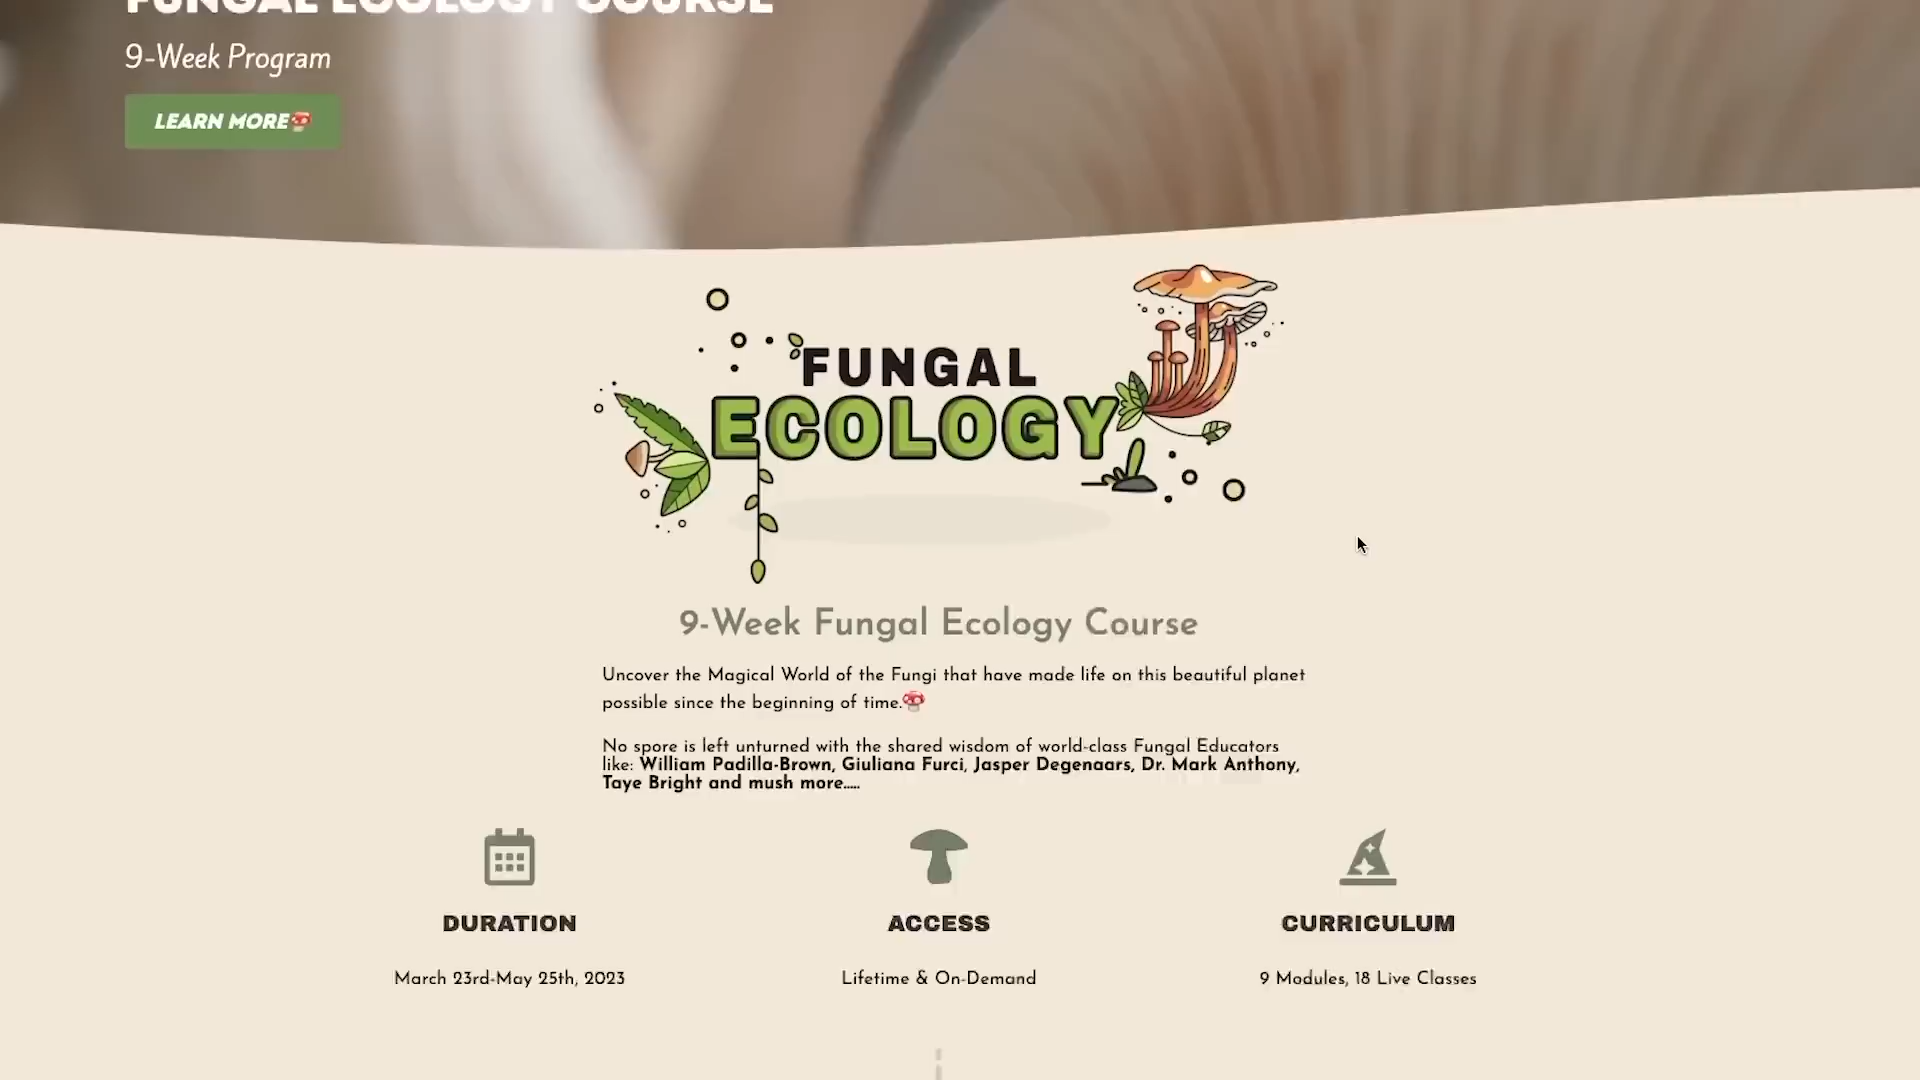 FUNGAL ECOLOGY COURSE
9-Week Program
LEARN MORE
FUNGAL
ECOLOGY
9-Week Fungal Ecology Course
Uncover the Magical World of the Fungi that have made life on this beautiful planet
possible since the beginning of time.
No spore is left unturned with the shared wisdom of world-class Fungal Educators
like: William Padilla-Brown, Giuliana Furci, Jasper Degenaars, Dr. Mark Anthony,
Taye Bright and mush more.....
DURATION
ACCESS
CURRICULUM
March 23rd-May 25th, 2023
Lifetime & On-Demand
9 Modules, 18 Live Classes